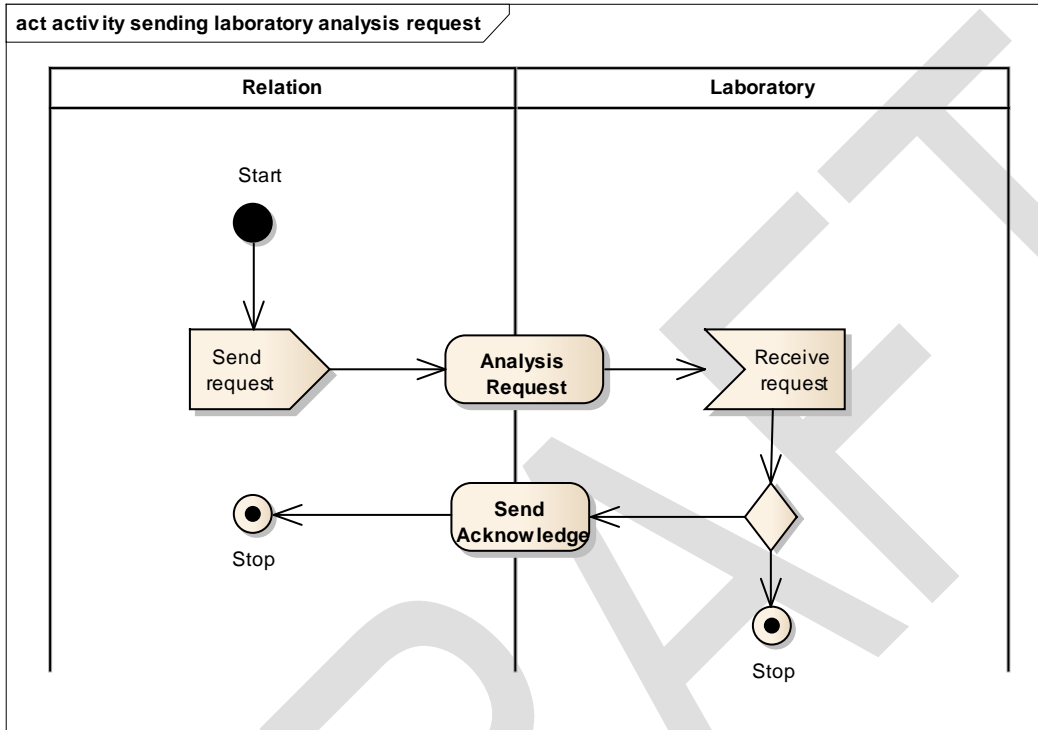 act activity sending laboratory analysis request
Relation
Laboratory
Start
Send
request
Analysis
Request
Receive
request
Send
Acknowledge
Stop
Stop
DRAFT